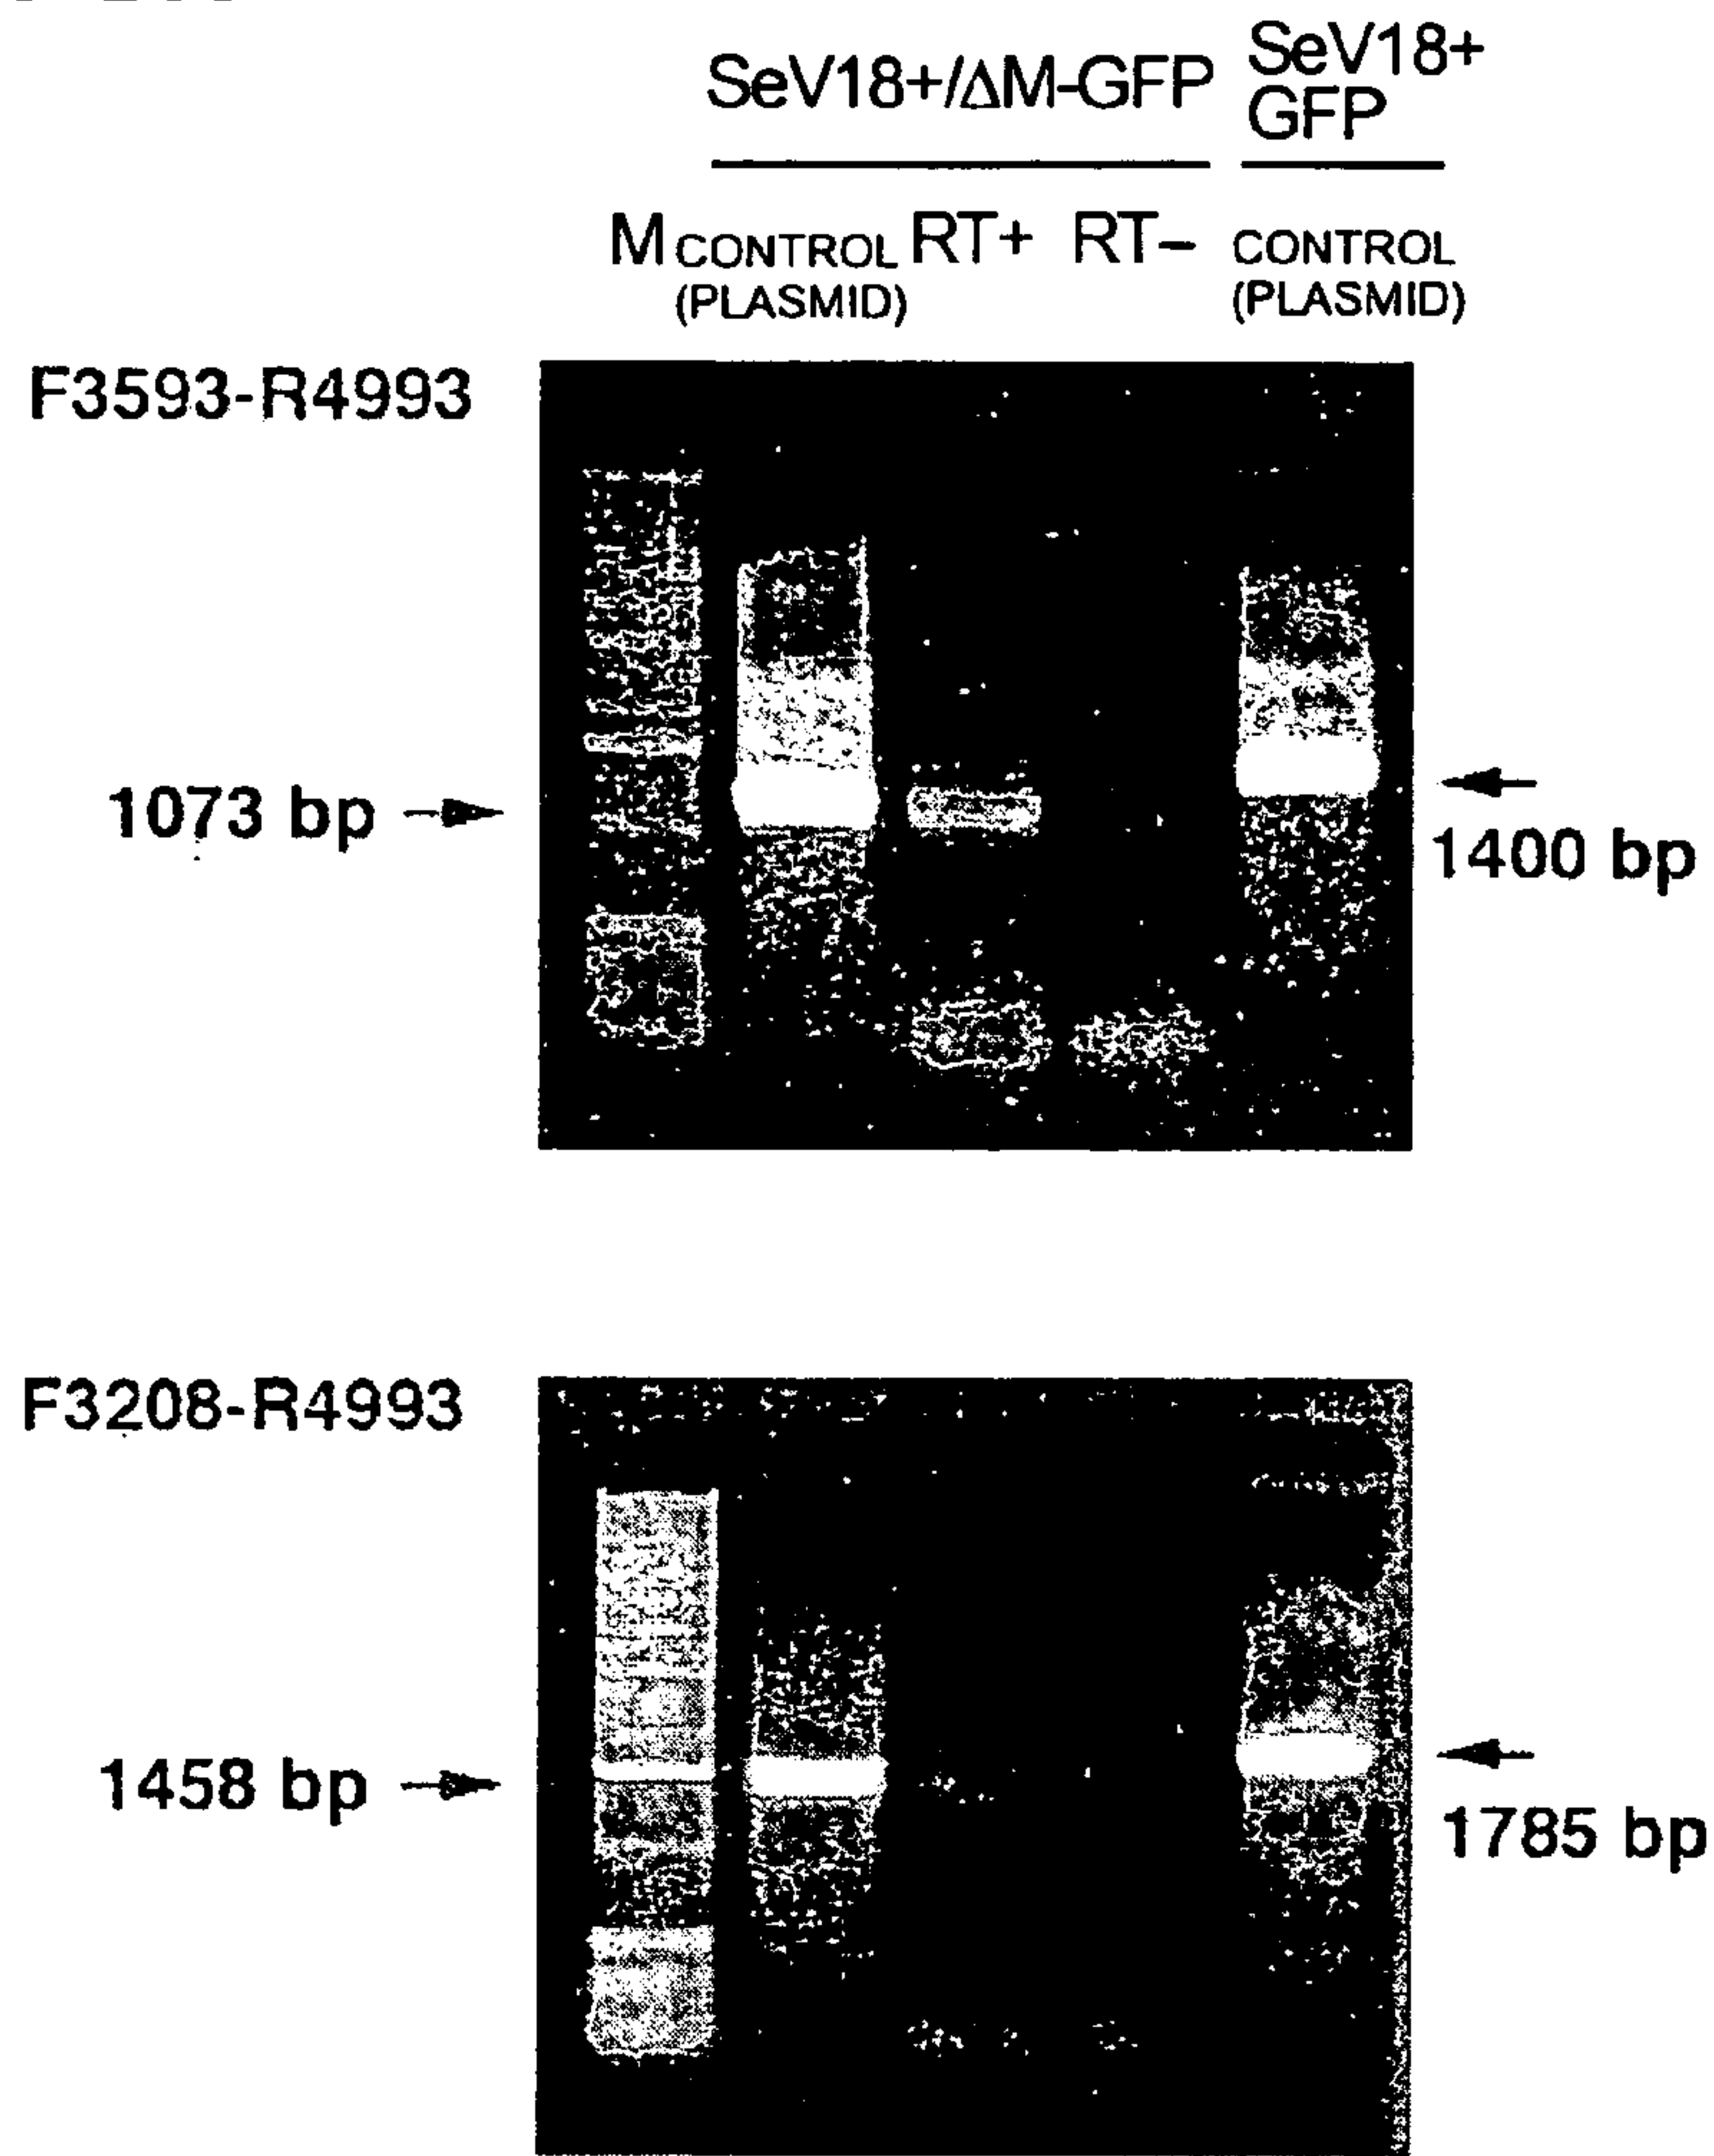 SeV18+/ΔM-GFP
SeV18+
GFP
M CONTROL (PLASMID) RT+ RT– CONTROL (PLASMID)
F3593-R4993
1073 bp
1400 bp
F3208-R4993
1458 bp
1785 bp